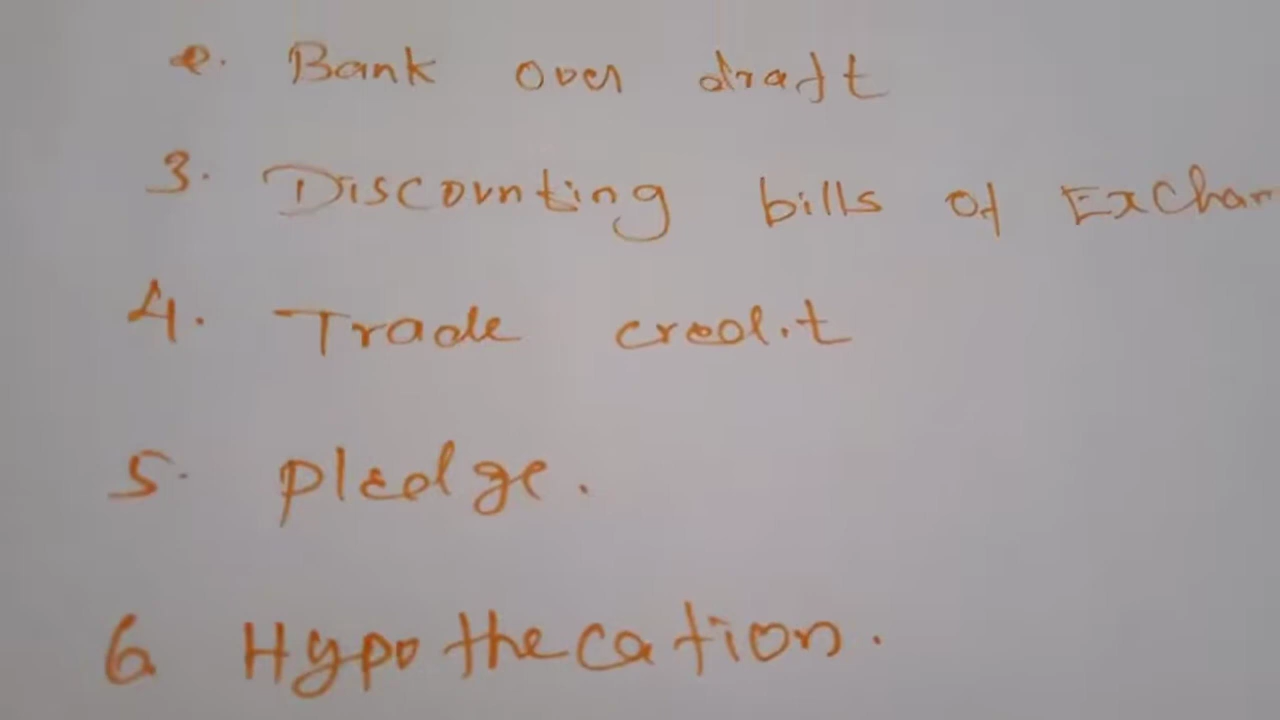 2. Bank over draft
3. Discounting bills of Exchan
4. Trade credit
5. Pledge.
6 Hypothecation.